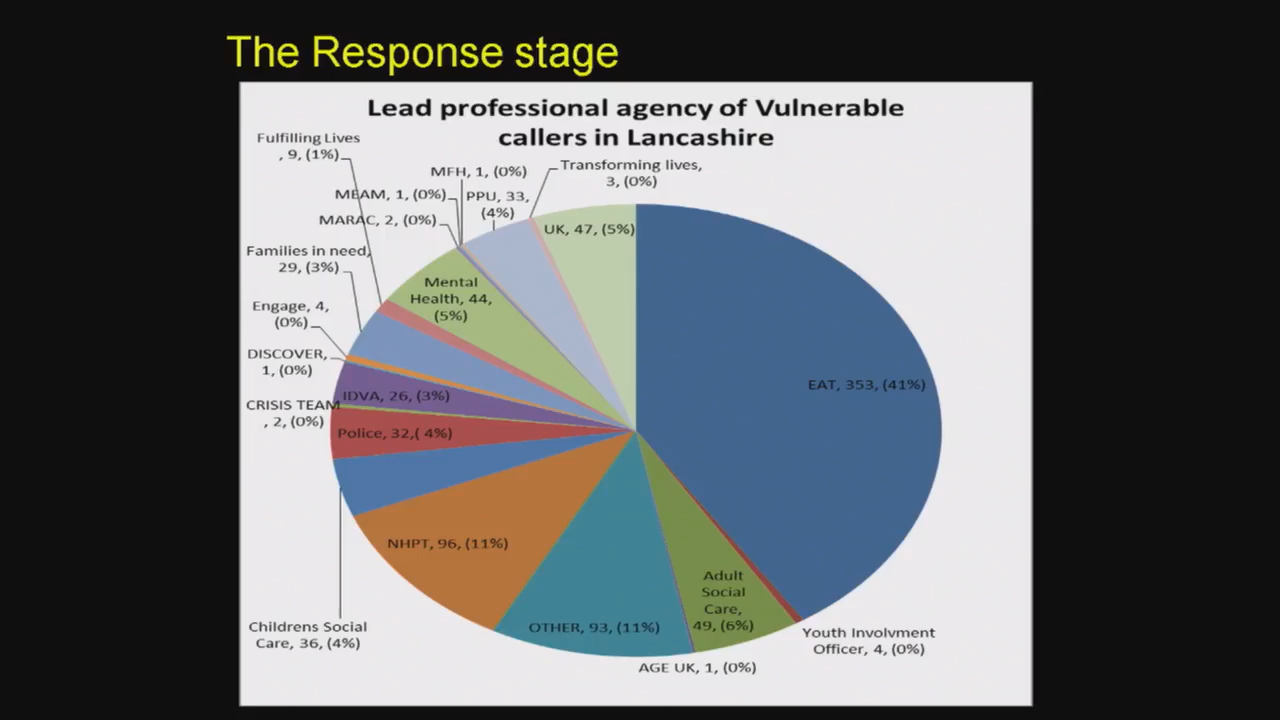 The Response stage
Lead professional agency of Vulnerable
callers in Lancashire
Fulfilling Lives
, 9, (1%)
MFH, 1, (0%)
Transforming lives,
3, (0%)
MEAM, 1, (0%)
PPU, 33,
(4%)
MARAC, 2, (0%)
UK, 47, (5%)
Families in need,
29, (3%)
Mental
Health, 44,
(5%)
Engage, 4,
(0%)
DISCOVER,
1, (0%)
EAT, 353, (41%)
IDVA, 26, (3%)
CRISIS TEAM
, 2, (0%)
Police, 32,( 4%)
NHPT, 96, (11%)
Adult
Social
Care,
49, (6%)
OTHER, 93, (11%)
Childrens Social
Care, 36, (4%)
Youth Involvment
Officer, 4, (0%)
AGE UK, 1, (0%)